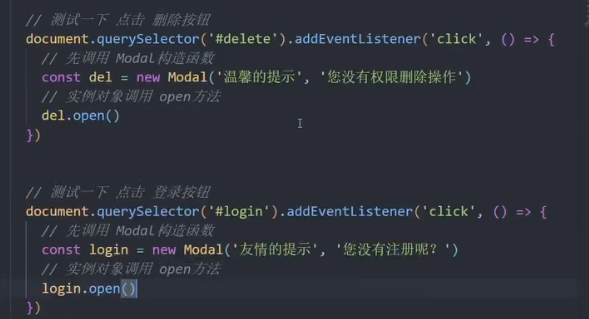 // 测试一下 点击 删除按钮
document.querySelector('#delete').addEventListener('click', () => {
// 先调用 Modal构造函数
const del = new Modal('温馨的提示', '您没有权限删除操作')
// 实例对象调用 open方法
del.open()
})
// 测试一下 点击 登录按钮
document.querySelector('#login').addEventListener('click', () => {
// 先调用 Modal构造函数
const login = new Modal('友情的提示', '您没有注册呢？')
// 实例对象调用 open方法
login.open()
})